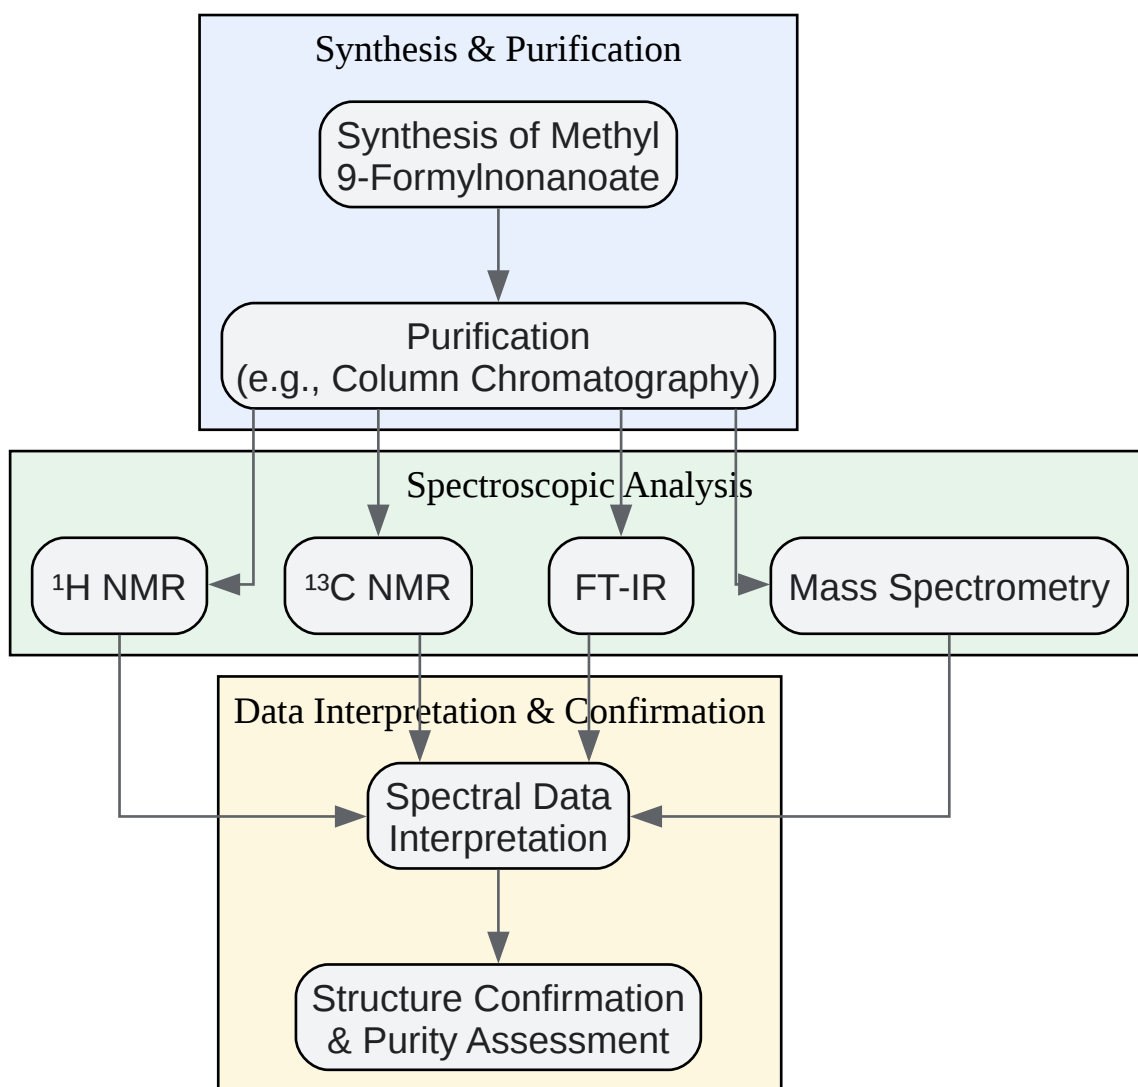 Synthesis & Purification
Synthesis of Methyl
9-Formylnonanoate
Purification
(e.g., Column Chromatography)
Spectroscopic Analysis
¹H NMR
¹³C NMR
FT-IR
Mass Spectrometry
Data Interpretation & Confirmation
Spectral Data
Interpretation
Structure Confirmation
& Purity Assessment